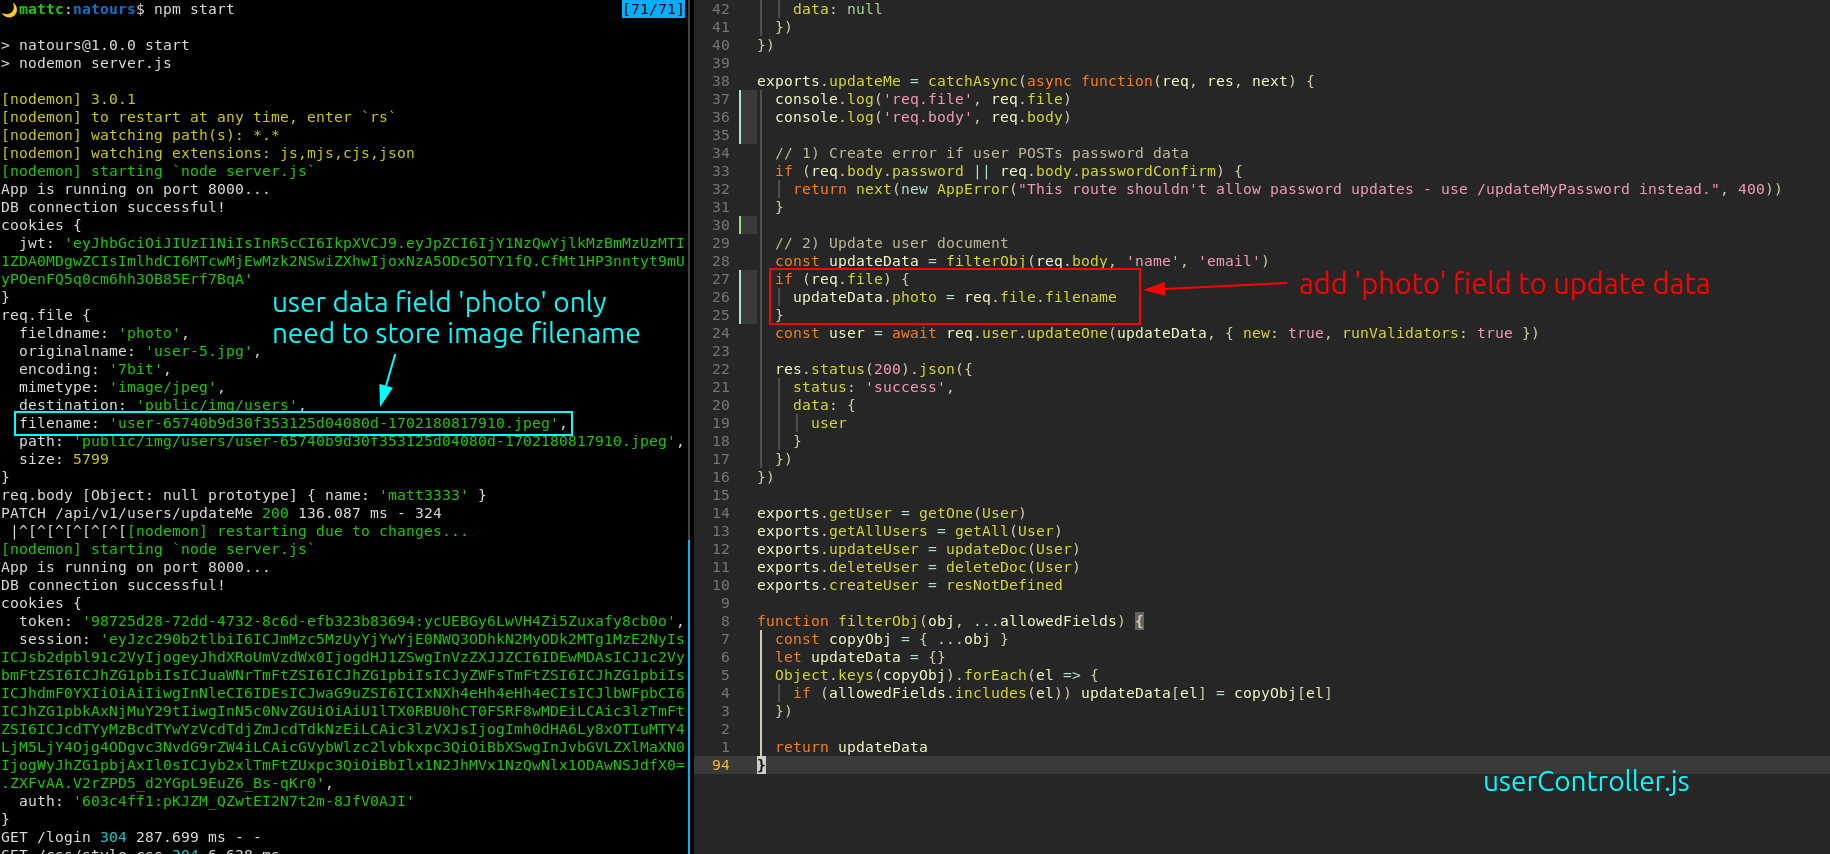 mattc:natours$ npm start [71/71]
> natours@1.0.0 start
> nodemon server.js
[nodemon] 3.0.1
[nodemon] to restart at any time, enter `rs`
[nodemon] watching path(s): *.*
[nodemon] watching extensions: js,mjs,cjs,json
[nodemon] starting `node server.js`
App is running on port 8000...
DB connection successful!
cookies {
  jwt: 'eyJhbGciOiJIUzI1NiIsInR5cCI6IkpXVCJ9.eyJpZCI6IjY1NzQwYjlkMzBmMzUzMTI
1ZDA0MDgwZCIsImlhdCI6MTcwMjEwMzk2NSwiZXhwIjoxNzA5ODc5OTY1fQ.CfMt1HP3nntyt9mU
yPOenFQ5q0cm6hh3OB85Erf7BqA'
}
req.file {
  fieldname: 'photo',
  originalname: 'user-5.jpg',
  encoding: '7bit',
  mimetype: 'image/jpeg',
  destination: 'public/img/users',
  filename: 'user-65740b9d30f353125d04080d-1702180817910.jpeg',
  path: 'public/img/users/user-65740b9d30f353125d04080d-1702180817910.jpeg',
  size: 5799
}
req.body [Object: null prototype] { name: 'matt3333' }
PATCH /api/v1/users/updateMe 200 136.087 ms - 324
 |^[^[^[^[^[^[[nodemon] restarting due to changes...
[nodemon] starting `node server.js`
App is running on port 8000...
DB connection successful!
cookies {
  token: '98725d28-72dd-4732-8c6d-efb323b83694:ycUEBGy6LwVH4Zi5Zuxafy8cb0o',
  session: 'eyJzc290b2tlbiI6ICJmMzc5MzUyYjYwYjE0NWQ3ODhkN2MyODk2MTg1MzE2NyIs
ICJsb2dpbl91c2VyIjogeyJhdXRoUmVzdWx0IjogdHJ1ZSwgInVzZXJJZCI6IDEwMDAsICJ1c2Vy
bmFtZSI6ICJhZG1pbiIsICJuaWNrTmFtZSI6ICJhZG1pbiIsICJyZWFsTmFtZSI6ICJhZG1pbiIs
ICJhdmF0YXIiOiAiIiwgInNleCI6IDEsICJwaG9uZSI6ICIxNXh4eHh4eHh4eCIsICJlbWFpbCI6
ICJhZG1pbkAxNjMuY29tIiwgInN5c0NvZGUiOiAiU1lTX0RBU0hCT0FSRF8wMDEiLCAic3lzTmFt
ZSI6ICJcdTYyMzBcdTYwYzVcdTdjZmJcdTdkNzEiLCAic3lzVXJsIjogImh0dHA6Ly8xOTIuMTY4
LjM5LjY4Ojg4ODgvc3NvdG9rZW4iLCAicGVybWlzc2lvbkxpc3QiOiBbXSwgInJvbGVLZXlMaXN0
IjogWyJhZG1pbjAxIl0sICJyb2xlTmFtZUxpc3QiOiBbIlx1N2JhMVx1NzQwNlx1ODAwNSJdfX0=
.ZXFvAA.V2rZPD5_d2YGpL9EuZ6_Bs-qKr0',
  auth: '603c4ff1:pKJZM_QZwtEI2N7t2m-8JfV0AJI'
}
GET /login 304 287.699 ms - -
GET /css/style.css 304 6.628 ms
user data field 'photo' only
need to store image filename
42 data: null
41 })
40 })
39
38 exports.updateMe = catchAsync(async function(req, res, next) {
37 console.log('req.file', req.file)
36 console.log('req.body', req.body)
35
34 // 1) Create error if user POSTs password data
33 if (req.body.password || req.body.passwordConfirm) {
32 return next(new AppError("This route shouldn't allow password updates - use /updateMyPassword instead.", 400))
31 }
30
29 // 2) Update user document
28 const updateData = filterObj(req.body, 'name', 'email')
27 if (req.file) {
26 updateData.photo = req.file.filename
25 }
24 const user = await req.user.updateOne(updateData, { new: true, runValidators: true })
23
22 res.status(200).json({
21 status: 'success',
20 data: {
19 user
18 }
17 })
16 })
15
14 exports.getUser = getOne(User)
13 exports.getAllUsers = getAll(User)
12 exports.updateUser = updateDoc(User)
11 exports.deleteUser = deleteDoc(User)
10 exports.createUser = resNotDefined
9
8 function filterObj(obj, ...allowedFields) {
7 const copyObj = { ...obj }
6 let updateData = {}
5 Object.keys(copyObj).forEach(el => {
4 if (allowedFields.includes(el)) updateData[el] = copyObj[el]
3 })
2
1 return updateData
94 }
add 'photo' field to update data
userController.js